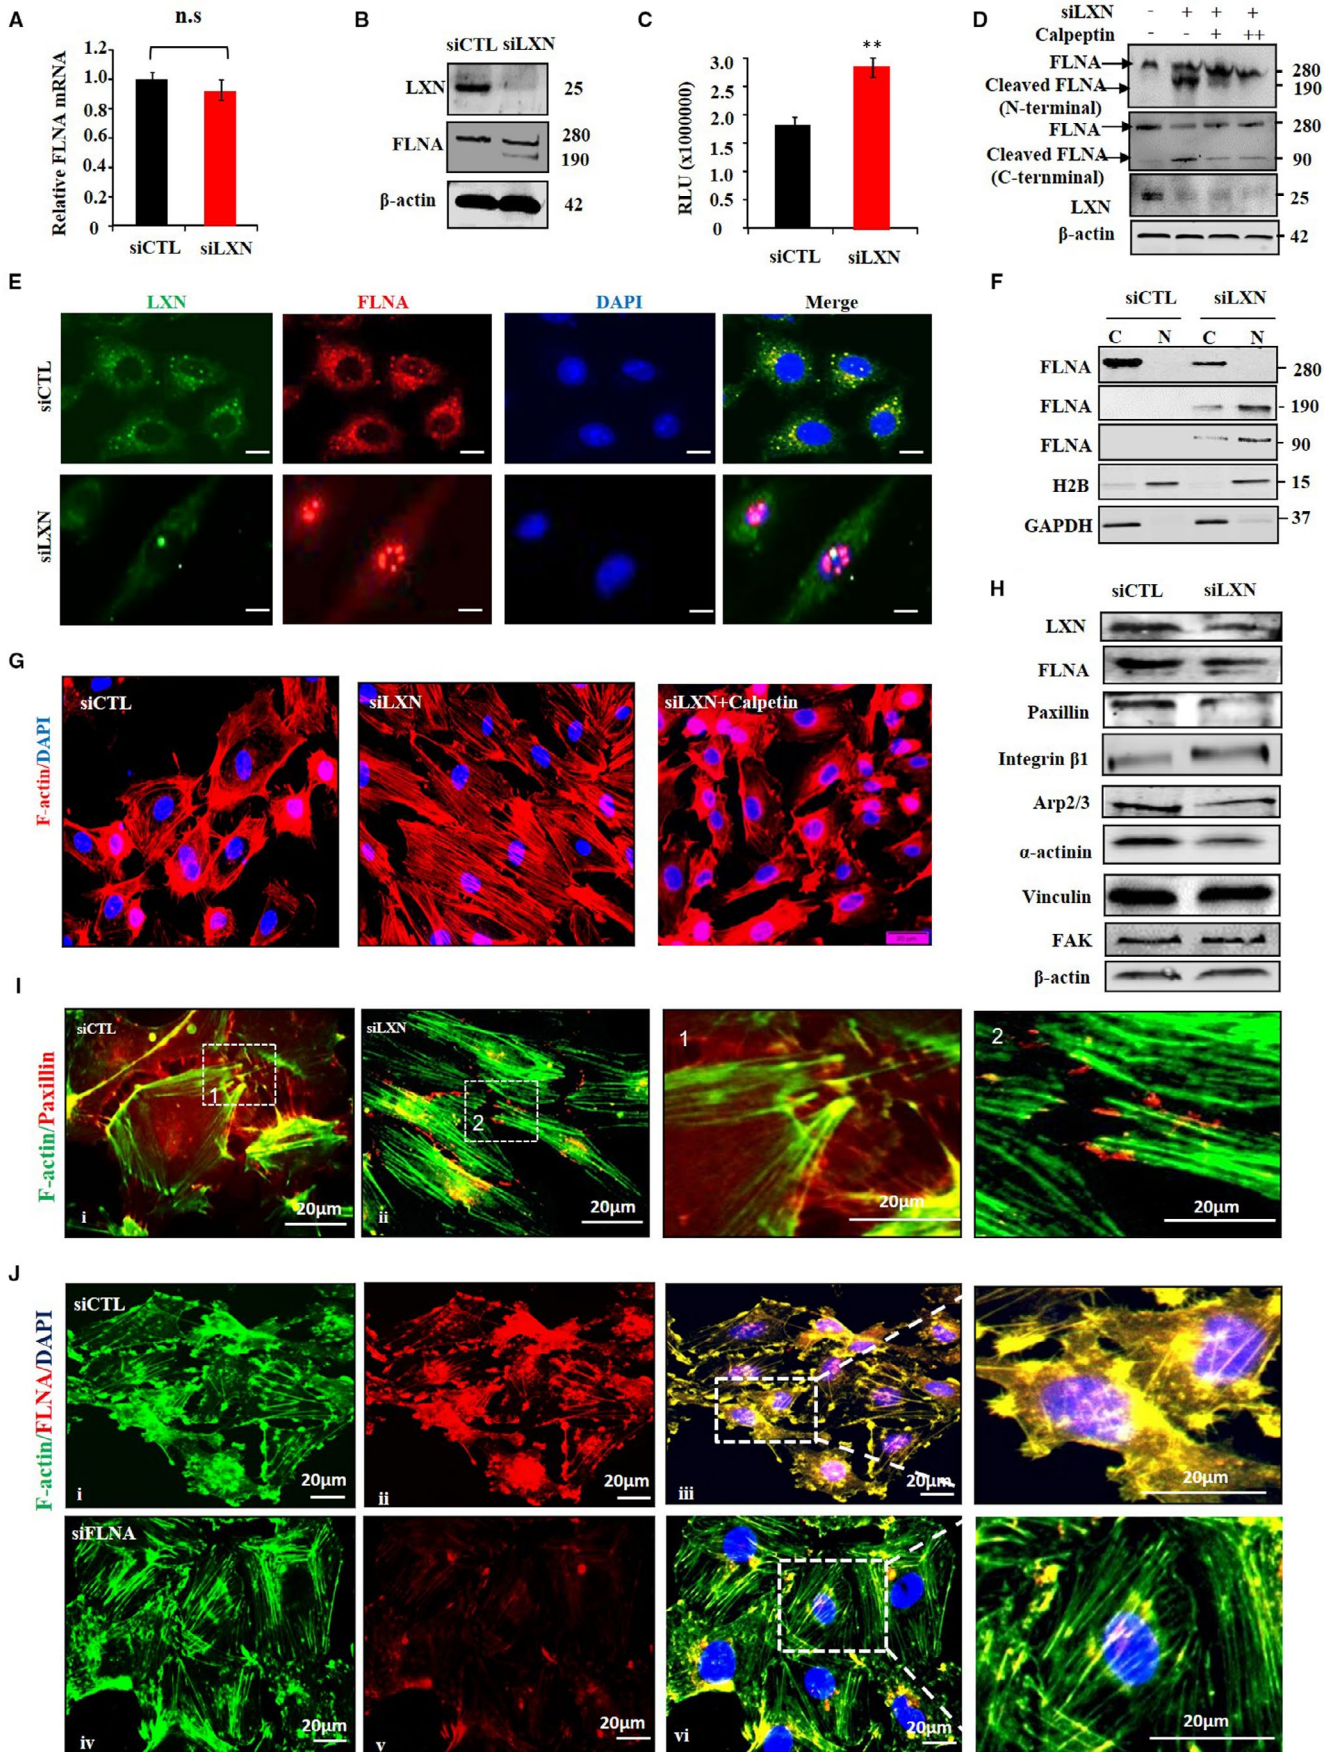 A
n.s
Relative FLNA mRNA
1.2
1.0
0.8
0.6
0.4
0.2
0
siCTL siLXN
B
siCTL siLXN
LXN 25
FLNA 280
190
β-actin 42
C
**
RLU (x1000000)
3.0
2.5
2.0
1.5
1.0
0.5
0
siCTL siLXN
D
siLXN - + + +
Calpeptin - - + ++
FLNA 280
Cleaved FLNA 190
(N-terminal)
FLNA 280
Cleaved FLNA 90
(C-ternminal)
LXN 25
β-actin 42
E
LXN FLNA DAPI Merge
siCTL
siLXN
F
siCTL siLXN
C N C N
FLNA 280
FLNA 190
FLNA 90
H2B 15
GAPDH 37
G
F-actin/DAPI
siCTL siLXN siLXN+Calpetin
20 μm
H
siCTL siLXN
LXN
FLNA
Paxillin
Integrin β1
Arp2/3
α-actinin
Vinculin
FAK
β-actin
I
F-actin/Paxillin
siCTL siLXN 1 2
1 2
i 20μm ii 20μm 20μm 20μm
J
F-actin/FLNA/DAPI
siCTL
i 20μm ii 20μm iii 20μm 20μm
siFLNA
iv 20μm v 20μm vi 20μm 20μm